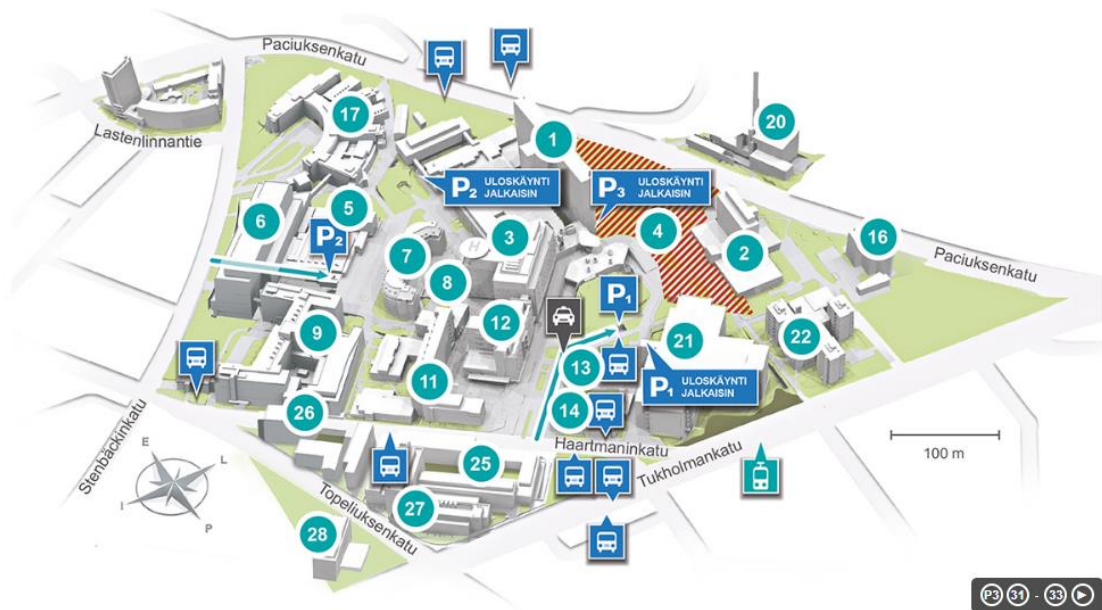 Paciuksenkatu
Lastenlinnantie
17
1
20
P2 ULOSKÄYNTI
JALKAISIN
P3 ULOSKÄYNTI
JALKAISIN
6
5
P2
3
H
4
2
16
7
8
Paciuksenkatu
P1
9
12
21
22
13
P1 ULOSKÄYNTI
JALKAISIN
11
14
26
Haartmaninkatu
100 m
Stenbäckinkatu
E
L
I
P
25
Tukholmankatu
Topeliuksenkatu
27
28
P3 31 - 33